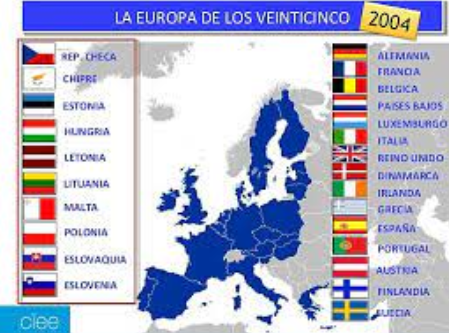 LA EUROPA DE LOS VEINTICINCO 2004
REP. CHECA
CHIPRE
ESTONIA
HUNGRIA
LETONIA
LITUANIA
MALTA
POLONIA
ESLOVAQUIA
ESLOVENIA
ALEMANIA
FRANCIA
BELGICA
PAISES BAJOS
LUXEMBURGO
ITALIA
REINO UNIDO
DINAMARCA
IRLANDA
GRECIA
ESPAÑA
PORTUGAL
AUSTRIA
FINLANDIA
SUECIA
clee